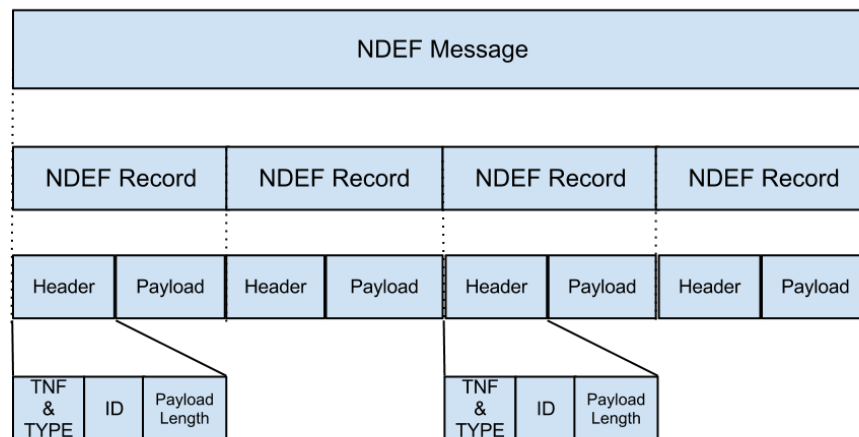 NDEF Message
NDEF Record NDEF Record NDEF Record NDEF Record
Header Payload Header Payload Header Payload Header Payload
TNF
&
TYPE
ID
Payload
Length
TNF
&
TYPE
ID
Payload
Length